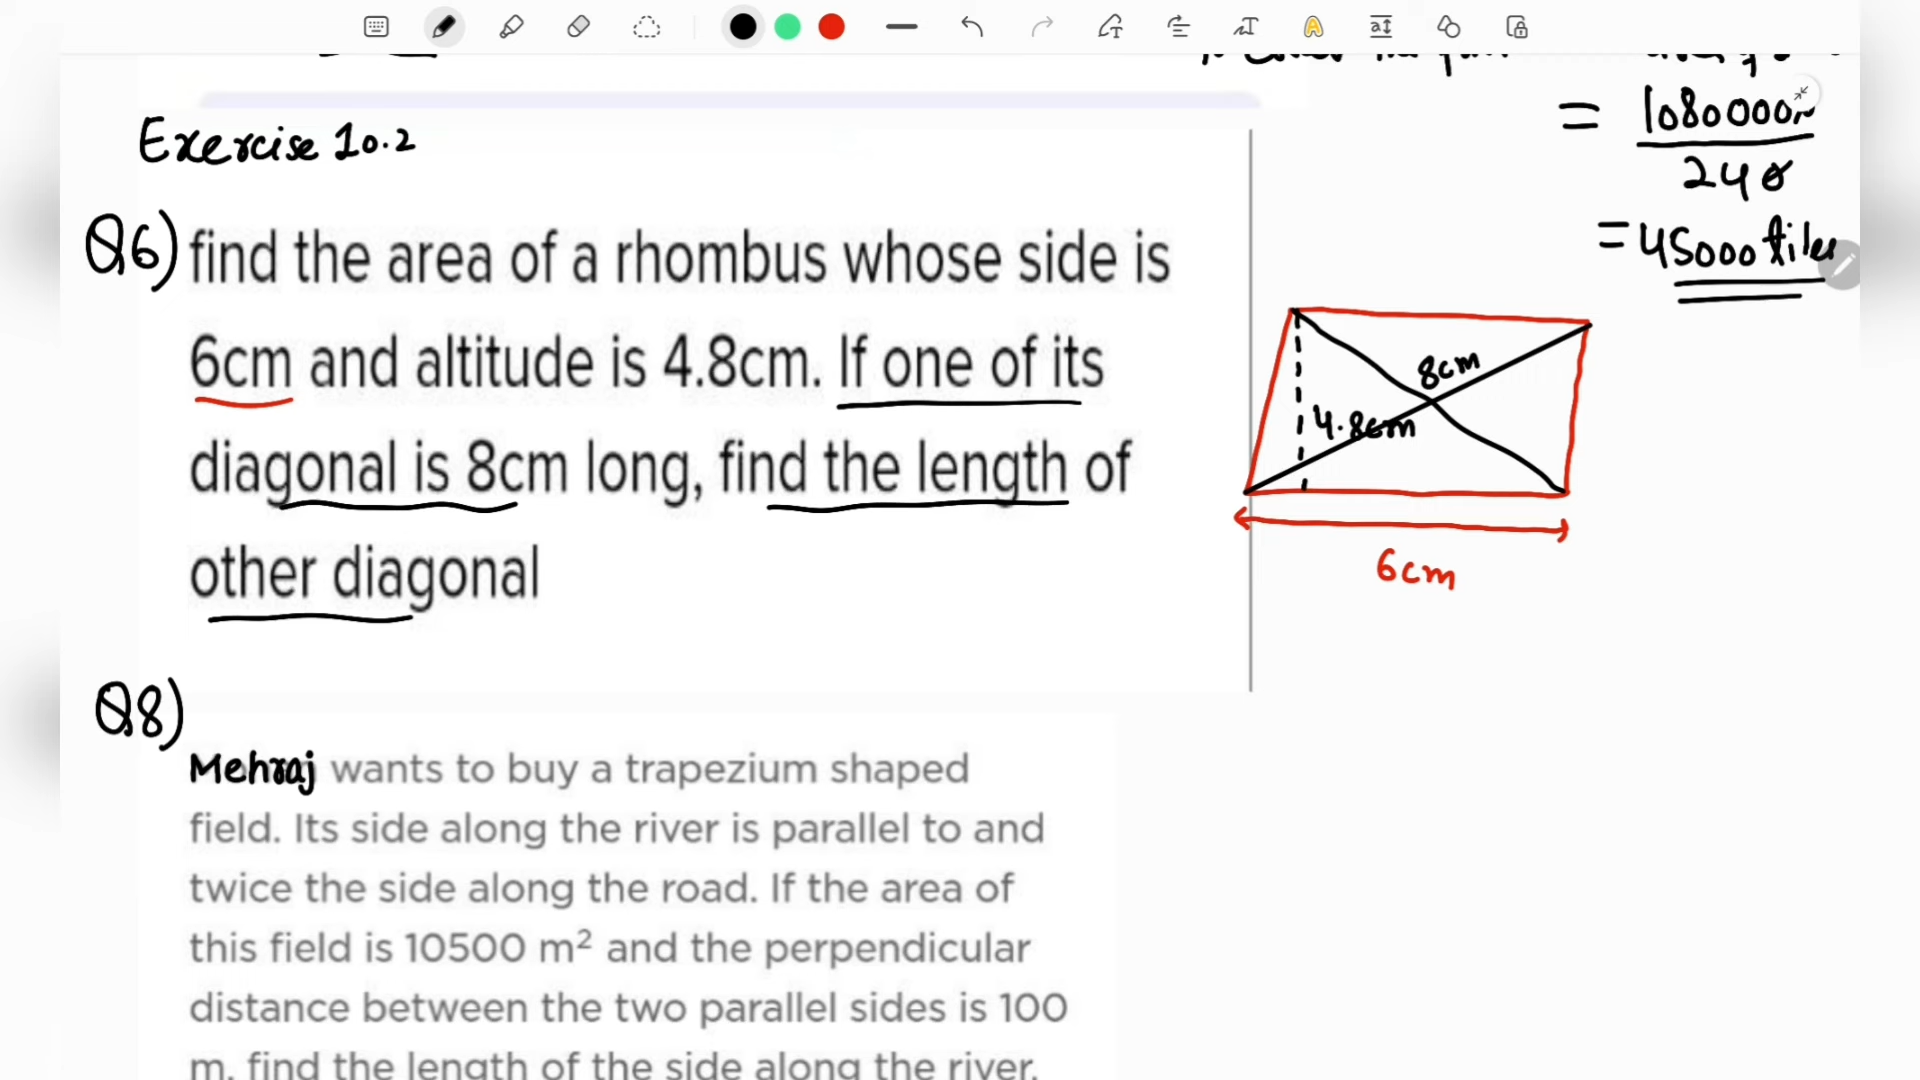 = 1080000
240
= 45000 tiles
Exercise 10.2
Q6) find the area of a rhombus whose side is
6cm and altitude is 4.8cm. If one of its
diagonal is 8cm long, find the length of
other diagonal
8cm
4.8cm
6cm
Q8)
Mehraj wants to buy a trapezium shaped
field. Its side along the river is parallel to and
twice the side along the road. If the area of
this field is 10500 m² and the perpendicular
distance between the two parallel sides is 100
m, find the length of the side along the river.